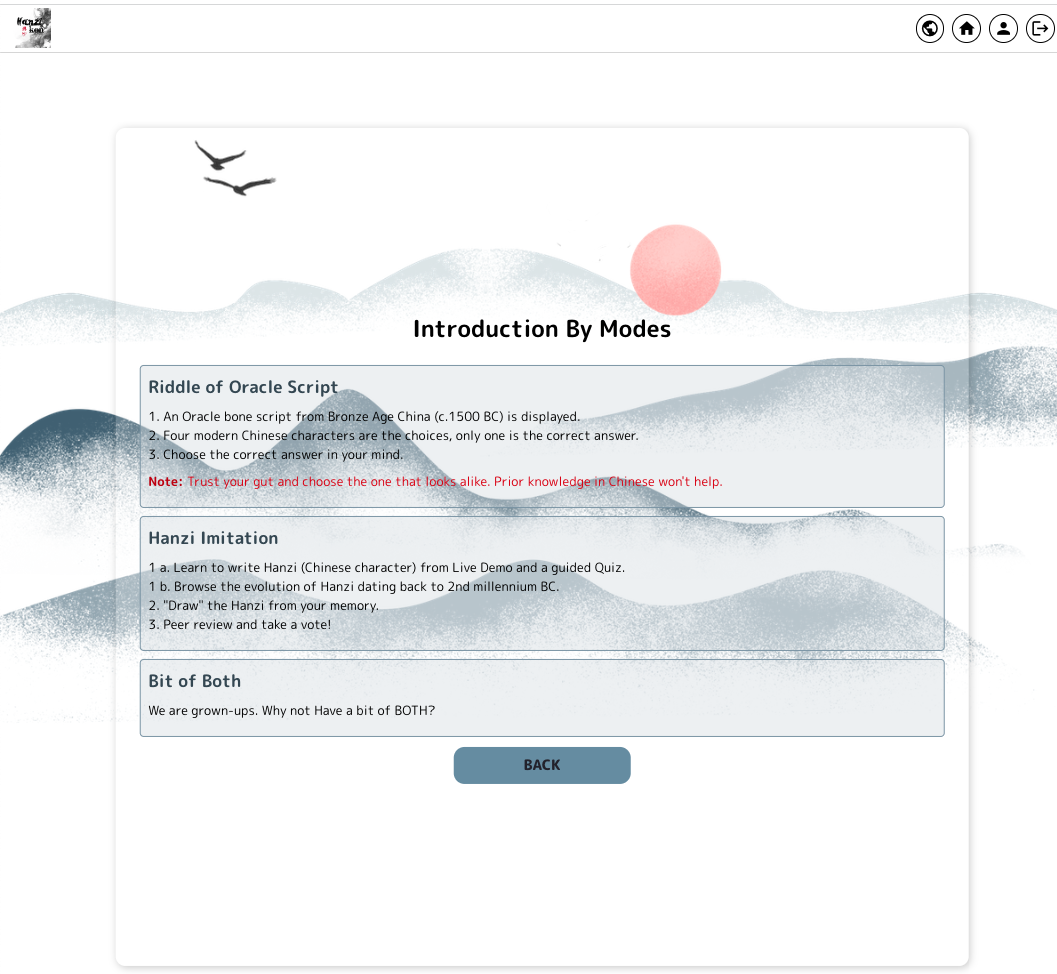 Hanzi
Introduction By Modes
Riddle of Oracle Script
1. An Oracle bone script from Bronze Age China (c.1500 BC) is displayed.
2. Four modern Chinese characters are the choices, only one is the correct answer.
3. Choose the correct answer in your mind.
Note: Trust your gut and choose the one that looks alike. Prior knowledge in Chinese won't help.
Hanzi Imitation
1 a. Learn to write Hanzi (Chinese character) from Live Demo and a guided Quiz.
1 b. Browse the evolution of Hanzi dating back to 2nd millennium BC.
2. "Draw" the Hanzi from your memory.
3. Peer review and take a vote!
Bit of Both
We are grown-ups. Why not Have a bit of BOTH?
BACK